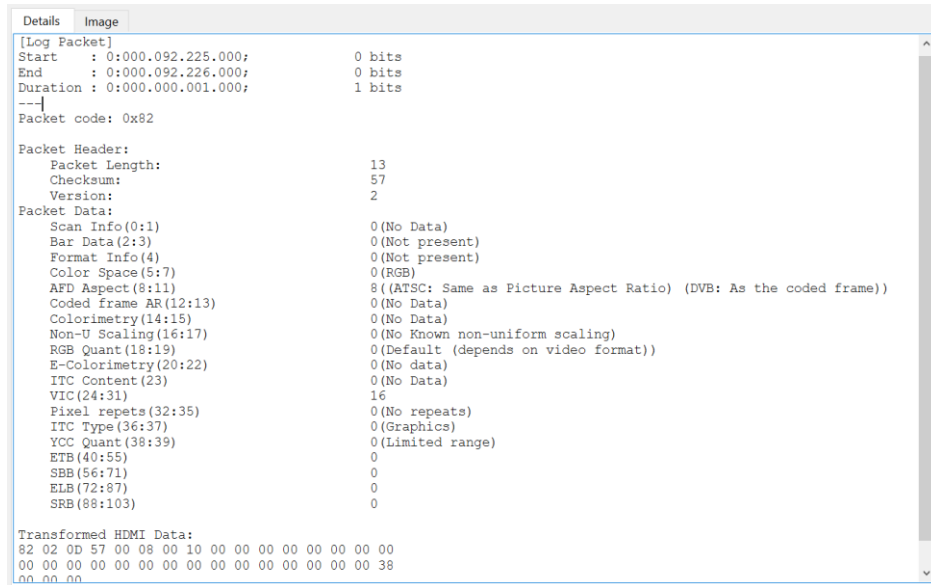 Details Image
[Log Packet]
Start : 0:000.092.225.000; 0 bits
End : 0:000.092.226.000; 0 bits
Duration : 0:000.000.001.000; 1 bits
---
Packet code: 0x82
Packet Header:
Packet Length: 13
Checksum: 57
Version: 2
Packet Data:
Scan Info(0:1) 0(No Data)
Bar Data(2:3) 0(Not present)
Format Info(4) 0(Not present)
Color Space(5:7) 0(RGB)
AFD Aspect(8:11) 8((ATSC: Same as Picture Aspect Ratio) (DVB: As the coded frame))
Coded frame AR(12:13) 0(No Data)
Colorimetry(14:15) 0(No Data)
Non-U Scaling(16:17) 0(No Known non-uniform scaling)
RGB Quant(18:19) 0(Default (depends on video format))
E-Colorimetry(20:22) 0(No data)
ITC Content(23) 0(No Data)
VIC(24:31) 16
Pixel repets(32:35) 0(No repeats)
ITC Type(36:37) 0(Graphics)
YCC Quant(38:39) 0(Limited range)
ETB(40:55) 0
SBB(56:71) 0
ELB(72:87) 0
SRB(88:103) 0
Transformed HDMI Data:
82 02 0D 57 00 08 00 10 00 00 00 00 00 00 00 00
00 00 00 00 00 00 00 00 00 00 00 00 00 00 00 38
00 00 00